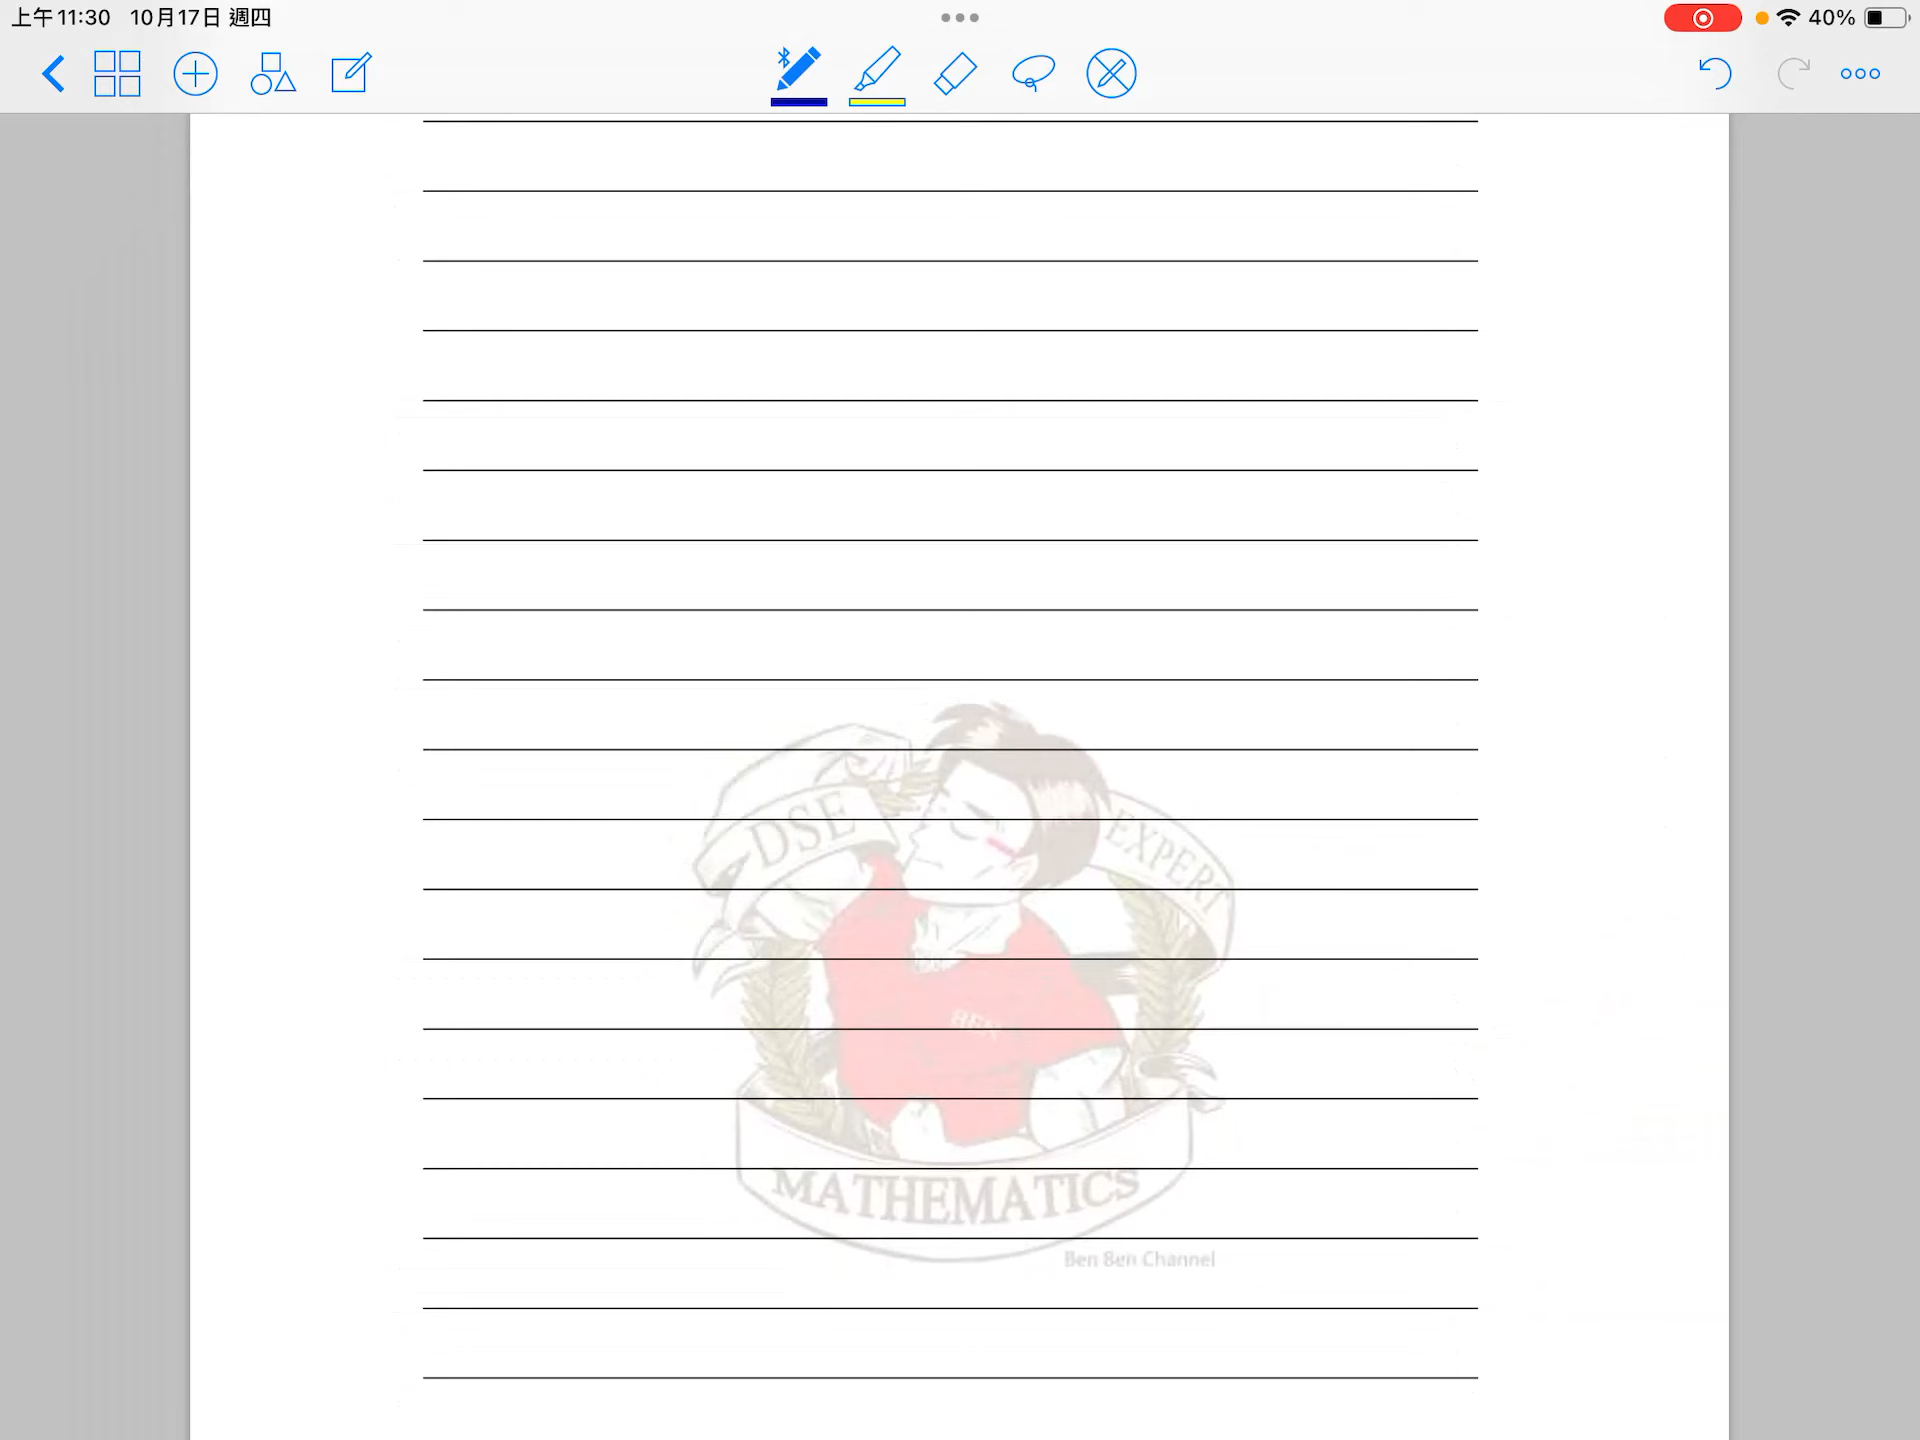 上午11:30 10月17日 週四
40%
DSE
EXPERT
BEN
MATHEMATICS
Ben Ben Channel